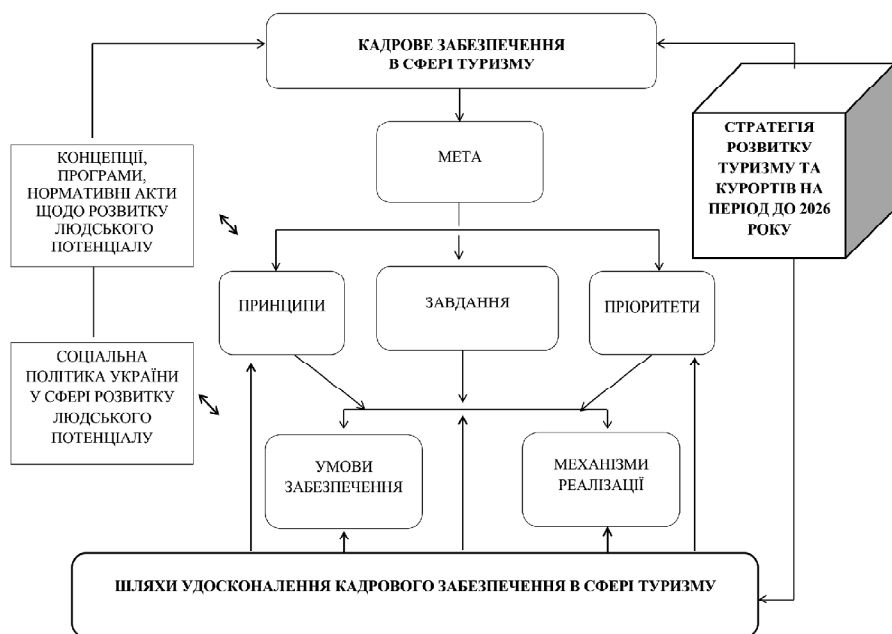 КАДРОВЕ ЗАБЕЗПЕЧЕННЯ
В СФЕРІ ТУРИЗМУ
МЕТА
СТРАТЕГІЯ
РОЗВИТКУ
ТУРИЗМУ ТА
КУРОРТІВ НА
ПЕРІОД ДО 2026
РОКУ
КОНЦЕПЦІЇ,
ПРОГРАМИ,
НОРМАТИВНІ АКТИ
ЩОДО РОЗВИТКУ
ЛЮДСЬКОГО
ПОТЕНЦІАЛУ
ПРИНЦИПИ
ЗАВДАННЯ
ПРІОРИТЕТИ
СОЦІАЛЬНА
ПОЛІТИКА УКРАЇНИ
У СФЕРІ РОЗВИТКУ
ЛЮДСЬКОГО
ПОТЕНЦІАЛУ
УМОВИ
ЗАБЕЗПЕЧЕННЯ
МЕХАНІЗМИ
РЕАЛІЗАЦІЇ
ШЛЯХИ УДОСКОНАЛЕННЯ КАДРОВОГО ЗАБЕЗПЕЧЕННЯ В СФЕРІ ТУРИЗМУ